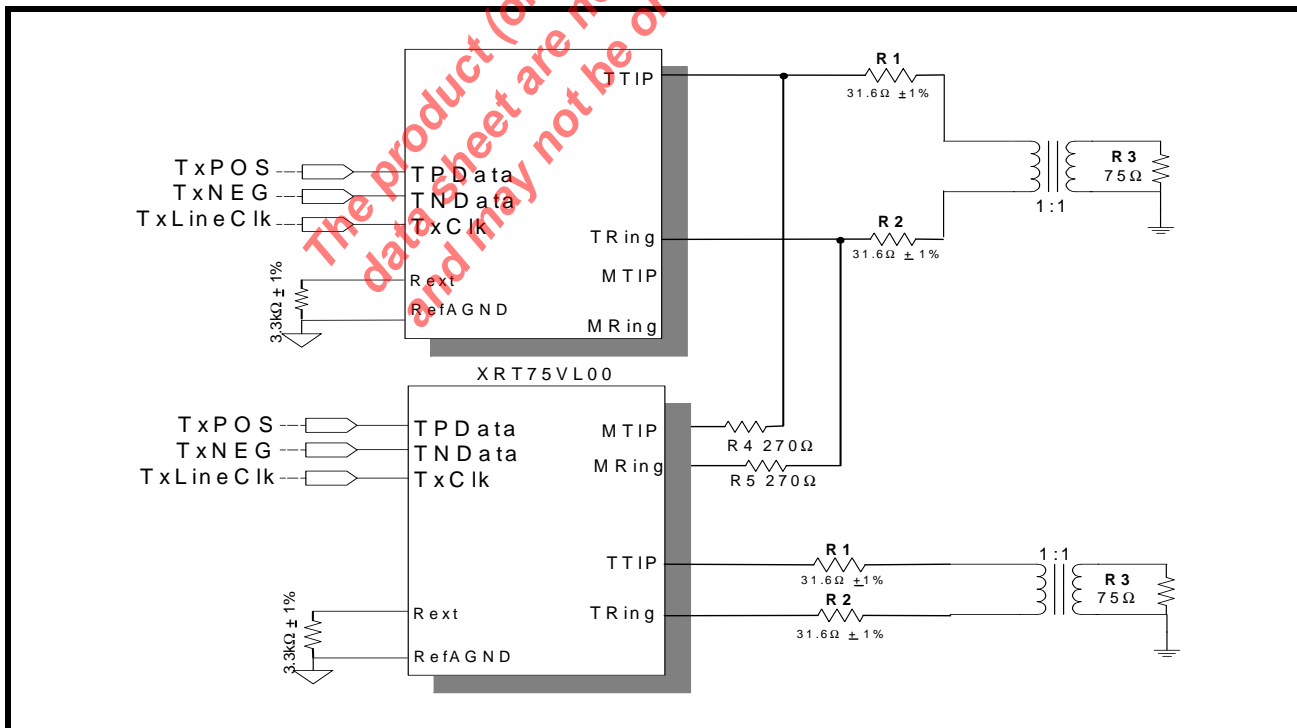 The product (or
data sheet are no
and may not be or
TTIP
R1
31.6Ω ±1%
TxPOS
TxNEG
TxLineClk
TPData
TNData
TxClk
R3
75Ω
1:1
TRing
R2
31.6Ω ± 1%
MTIP
Rext
RefAGND
MRing
3.3kΩ ± 1%
XRT75VL00
TxPOS
TxNEG
TxLineClk
TPData
TNData
TxClk
MTIP
MRing
R4 270Ω
R5 270Ω
TTIP
R1
31.6Ω ±1%
1:1
R3
75Ω
TRing
R2
31.6Ω ± 1%
Rext
RefAGND
3.3kΩ ± 1%